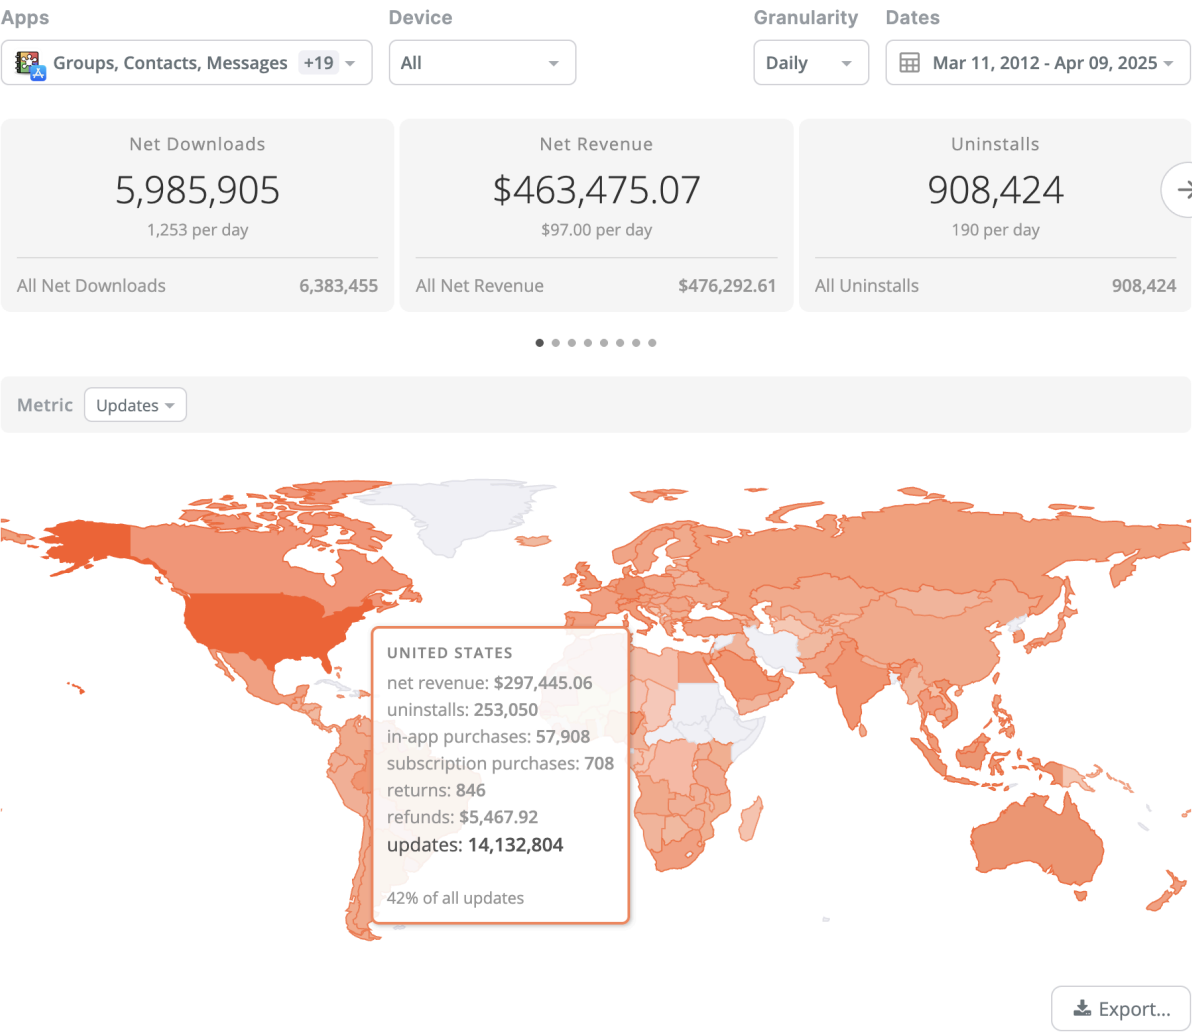 Apps Device Granularity Dates
Groups, Contacts, Messages +19 All Daily Mar 11, 2012 - Apr 09, 2025
Net Downloads
5,985,905
1,253 per day
All Net Downloads 6,383,455
Net Revenue
$463,475.07
$97.00 per day
All Net Revenue $476,292.61
Uninstalls
908,424
190 per day
All Uninstalls 908,424
Metric Updates
UNITED STATES
net revenue: $297,445.06
uninstalls: 253,050
in-app purchases: 57,908
subscription purchases: 708
returns: 846
refunds: $5,467.92
updates: 14,132,804
42% of all updates
Export...